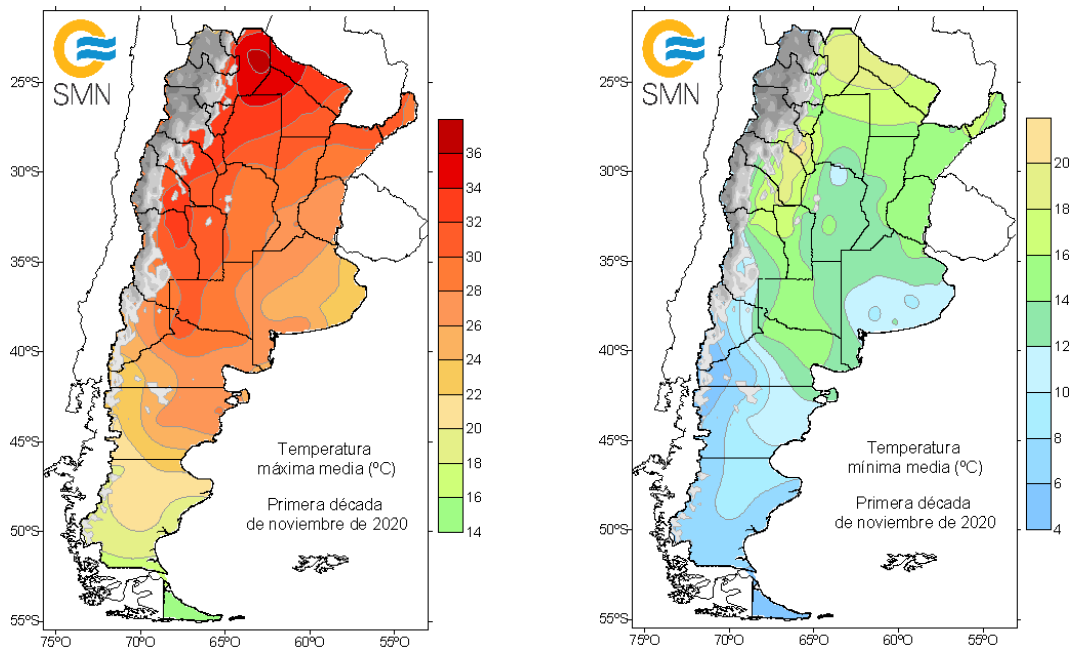 SMN
25ºS
30ºS
35ºS
40ºS
45ºS
50ºS
55ºS
75ºO
70ºO
65ºO
60ºO
55ºO
36
34
32
30
28
26
24
22
20
18
16
14
Temperatura
máxima media (ºC)
Primera década
de noviembre de 2020
SMN
25ºS
30ºS
35ºS
40ºS
45ºS
50ºS
55ºS
75ºO
70ºO
65ºO
60ºO
55ºO
20
18
16
14
12
10
8
6
4
Temperatura
mínima media (ºC)
Primera década
de noviembre de 2020